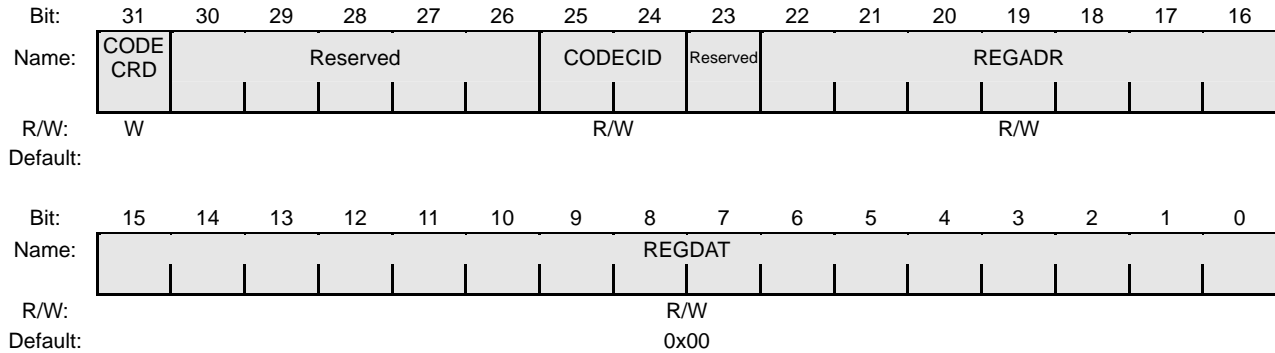 Bit: 31 30 29 28 27 26 25 24 23 22 21 20 19 18 17 16
Name: CODE CRD Reserved CODECID Reserved REGADR
R/W: W R/W R/W
Default:
Bit: 15 14 13 12 11 10 9 8 7 6 5 4 3 2 1 0
Name: REGDAT
R/W: R/W
Default: 0x00